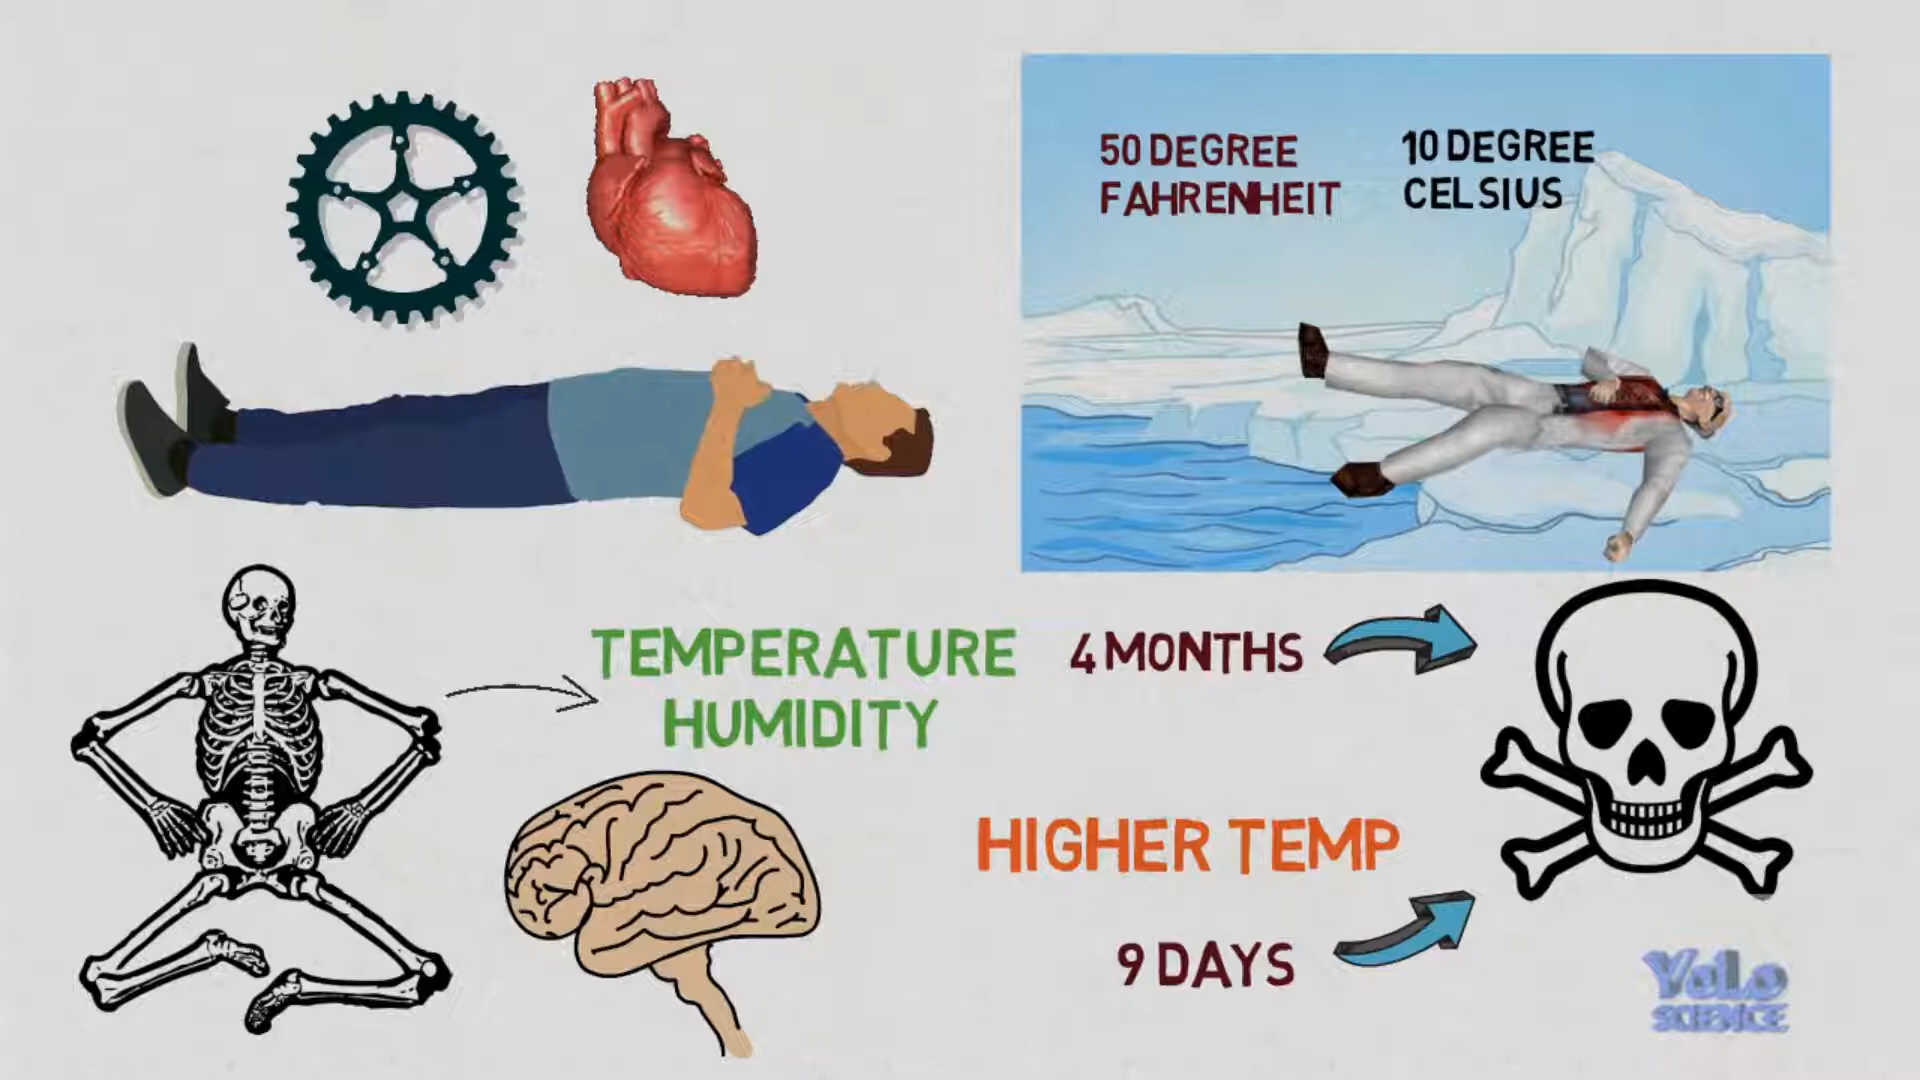 50 DEGREE
FAHRENHEIT
10 DEGREE
CELSIUS
TEMPERATURE
HUMIDITY
4 MONTHS
HIGHER TEMP
9 DAYS
YoLo
SCIENCE